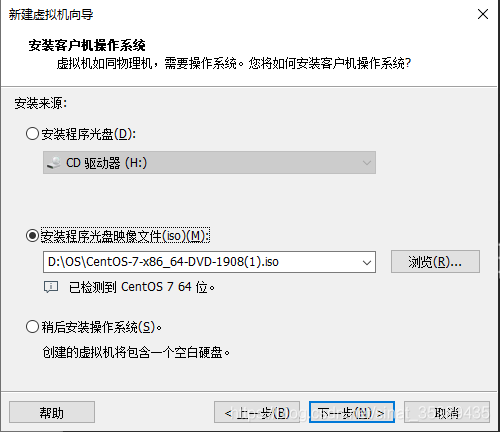 新建虚拟机向导
安装客户机操作系统
虚拟机如同物理机，需要操作系统。您将如何安装客户机操作系统?
安装来源:
安装程序光盘(D):
CD 驱动器 (H:)
安装程序光盘映像文件(iso)(M):
D:\OS\CentOS-7-x86_64-DVD-1908(1).iso
浏览(R)...
已检测到 CentOS 7 64 位。
稍后安装操作系统(S)。
创建的虚拟机将包含一个空白硬盘。
帮助
< 上一步(B)
下一步(N) >
取消